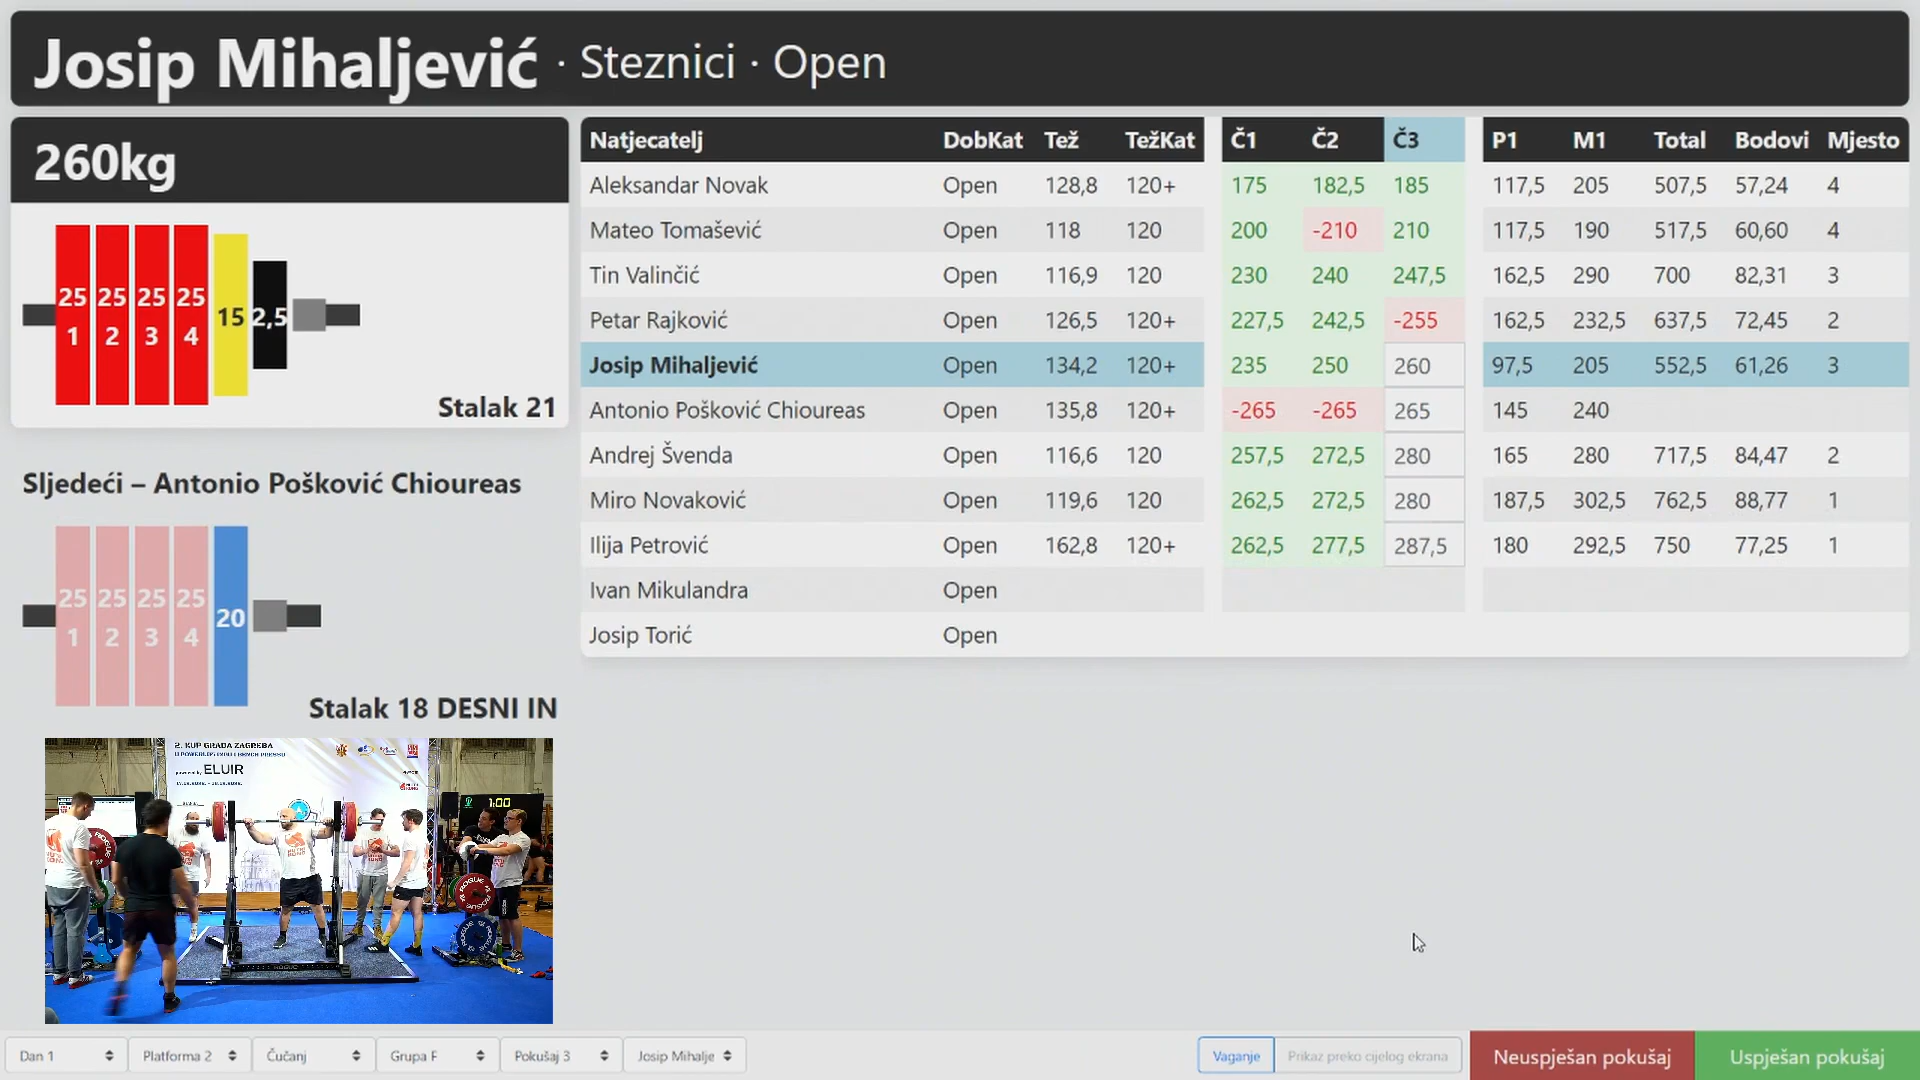 Josip Mihaljević · Steznici · Open
260kg
25 25 25 25 15 2,5
1 2 3 4
Stalak 21
Sljedeći – Antonio Pošković Chioureas
25 25 25 25 20
1 2 3 4
Stalak 18 DESNI IN
2. KUP GRADA ZAGREBA
U POWERLIFTINGU I BENCH PRESSU
powered by ELUIR
1:00
ROGUE
ROGUE
ROGUE
ROGUE
Natjecatelj DobKat Tež TežKat Č1 Č2 Č3 P1 M1 Total Bodovi Mjesto
Aleksandar Novak Open 128,8 120+ 175 182,5 185 117,5 205 507,5 57,24 4
Mateo Tomašević Open 118 120 200 -210 210 117,5 190 517,5 60,60 4
Tin Valinčić Open 116,9 120 230 240 247,5 162,5 290 700 82,31 3
Petar Rajković Open 126,5 120+ 227,5 242,5 -255 162,5 232,5 637,5 72,45 2
Josip Mihaljević Open 134,2 120+ 235 250 260 97,5 205 552,5 61,26 3
Antonio Pošković Chioureas Open 135,8 120+ -265 -265 265 145 240
Andrej Švenda Open 116,6 120 257,5 272,5 280 165 280 717,5 84,47 2
Miro Novaković Open 119,6 120 262,5 272,5 280 187,5 302,5 762,5 88,77 1
Ilija Petrović Open 162,8 120+ 262,5 277,5 287,5 180 292,5 750 77,25 1
Ivan Mikulandra Open
Josip Torić Open
Dan 1 Platforma 2 Čučanj Grupa F Pokušaj 3 Josip Mihalje Vaganje Prikaz preko cijelog ekrana Neuspješan pokušaj Uspješan pokušaj